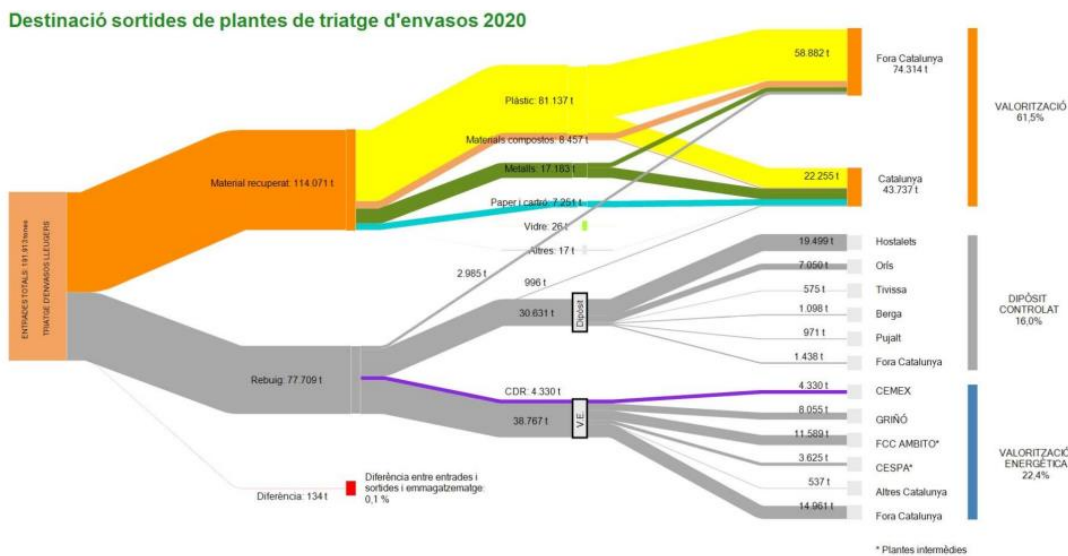 Destinació sortides de plantes de triatge d'envasos 2020
58.882 t
Fora Catalunya
74.314 t
Plàstic: 81.137 t
VALORITZACIÓ
61,5%
Materials compostos: 8.457 t
Metalls: 17.183 t
22.255 t
Catalunya
43.737 t
Material recuperat: 114.071 t
Paper i cartró: 7.251 t
Vidre: 26 t
Altres: 17 t
ENTRADES TOTALS: 191.913 tones
TRIATGE D'ENVASOS LLEUGERS
2.985 t
996 t
19.499 t
Hostalets
7.050 t
Orís
575 t
Tivissa
DIPÒSIT
CONTROLAT
16,0%
30.631 t
Dipòsit
1.098 t
Berga
971 t
Pujalt
1.438 t
Fora Catalunya
Rebuig: 77.709 t
CDR: 4.330 t
4.330 t
CEMEX
38.767 t
V.E.
8.055 t
GRIÑÓ
11.589 t
FCC AMBITO*
VALORITZACIÓ
ENERGÈTICA
22,4%
3.625 t
CESPA*
537 t
Altres Catalunya
14.961 t
Fora Catalunya
Diferència: 134 t
Diferència entre entrades i
sortides i emmagatzematge:
0,1 %
* Plantes intermèdies